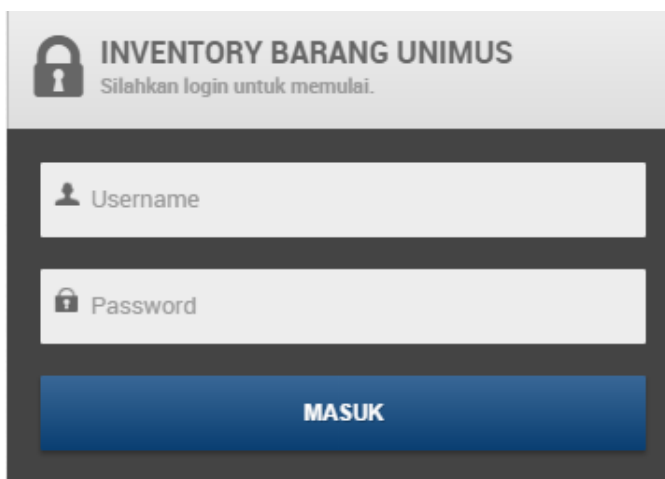 INVENTORY BARANG UNIMUS
Silahkan login untuk memulai.
Username
Password
MASUK